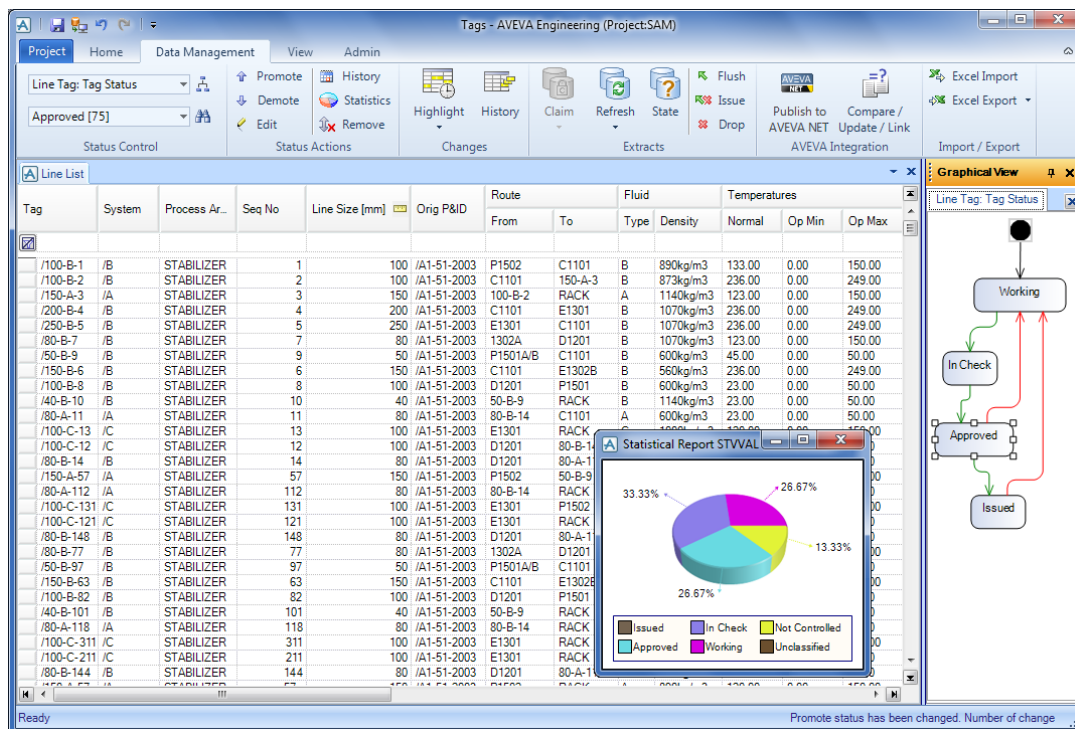 Tags - AVEVA Engineering (Project:SAM)
Project Home Data Management View Admin
Line Tag: Tag Status
Approved [75]
Status Control
Promote
Demote
Edit
History
Statistics
Remove
Status Actions
Highlight
History
Changes
Claim
Refresh
State
Flush
Issue
Drop
Extracts
AVEVA NET
Publish to AVEVA NET
Compare / Update / Link
AVEVA Integration
Excel Import
Excel Export
Import / Export
Line List
Tag System Process Ar... Seq No Line Size [mm] Orig P&ID Route Fluid Temperatures
From To Type Density Normal Op Min Op Max
/100-B-1 /B STABILIZER 1 100 /A1-51-2003 P1502 C1101 B 890kg/m3 133.00 0.00 150.00
/100-B-2 /B STABILIZER 2 100 /A1-51-2003 C1101 150-A-3 B 873kg/m3 236.00 0.00 249.00
/150-A-3 /A STABILIZER 3 150 /A1-51-2003 100-B-2 RACK A 1140kg/m3 123.00 0.00 150.00
/200-B-4 /B STABILIZER 4 200 /A1-51-2003 C1101 E1301 B 1070kg/m3 236.00 0.00 249.00
/250-B-5 /B STABILIZER 5 250 /A1-51-2003 E1301 C1101 B 1070kg/m3 236.00 0.00 249.00
/80-B-7 /B STABILIZER 7 80 /A1-51-2003 1302A D1201 B 1070kg/m3 123.00 0.00 150.00
/50-B-9 /B STABILIZER 9 50 /A1-51-2003 P1501A/B C1101 B 600kg/m3 45.00 0.00 50.00
/150-B-6 /B STABILIZER 6 150 /A1-51-2003 C1101 E1302B B 560kg/m3 236.00 0.00 249.00
/100-B-8 /B STABILIZER 8 100 /A1-51-2003 D1201 P1501 B 600kg/m3 23.00 0.00 50.00
/40-B-10 /B STABILIZER 10 40 /A1-51-2003 50-B-9 RACK B 1140kg/m3 23.00 0.00 50.00
/80-A-11 /A STABILIZER 11 80 /A1-51-2003 80-B-14 C1101 A 600kg/m3 23.00 0.00 50.00
/100-C-13 /C STABILIZER 13 100 /A1-51-2003 E1301 RACK
/100-C-12 /C STABILIZER 12 100 /A1-51-2003 D1201 80-B-14
/80-B-14 /B STABILIZER 14 80 /A1-51-2003 D1201 80-A-1
/150-A-57 /A STABILIZER 57 150 /A1-51-2003 P1502 50-B-9
/80-A-112 /A STABILIZER 112 80 /A1-51-2003 80-B-14 RACK
/100-C-131 /C STABILIZER 131 100 /A1-51-2003 E1301 P1502
/100-C-121 /C STABILIZER 121 100 /A1-51-2003 E1301 RACK
/80-B-148 /B STABILIZER 148 80 /A1-51-2003 D1201 80-A-1
/80-B-77 /B STABILIZER 77 80 /A1-51-2003 1302A D1201
/50-B-97 /B STABILIZER 97 50 /A1-51-2003 P1501A/B C1101
/150-B-63 /B STABILIZER 63 150 /A1-51-2003 C1101 E1302B
/100-B-82 /B STABILIZER 82 100 /A1-51-2003 D1201 P1501
/40-B-101 /B STABILIZER 101 40 /A1-51-2003 50-B-9 RACK
/80-A-118 /A STABILIZER 118 80 /A1-51-2003 80-B-14 RACK
/100-C-311 /C STABILIZER 311 100 /A1-51-2003 E1301 RACK
/100-C-211 /C STABILIZER 211 100 /A1-51-2003 E1301 RACK
/80-B-144 /B STABILIZER 144 80 /A1-51-2003 D1201 80-A-1
Statistical Report STVVAL
33.33%
26.67%
13.33%
26.67%
Issued In Check Not Controlled
Approved Working Unclassified
Graphical View
Line Tag: Tag Status
Working
In Check
Approved
Issued
Ready
Promote status has been changed. Number of change